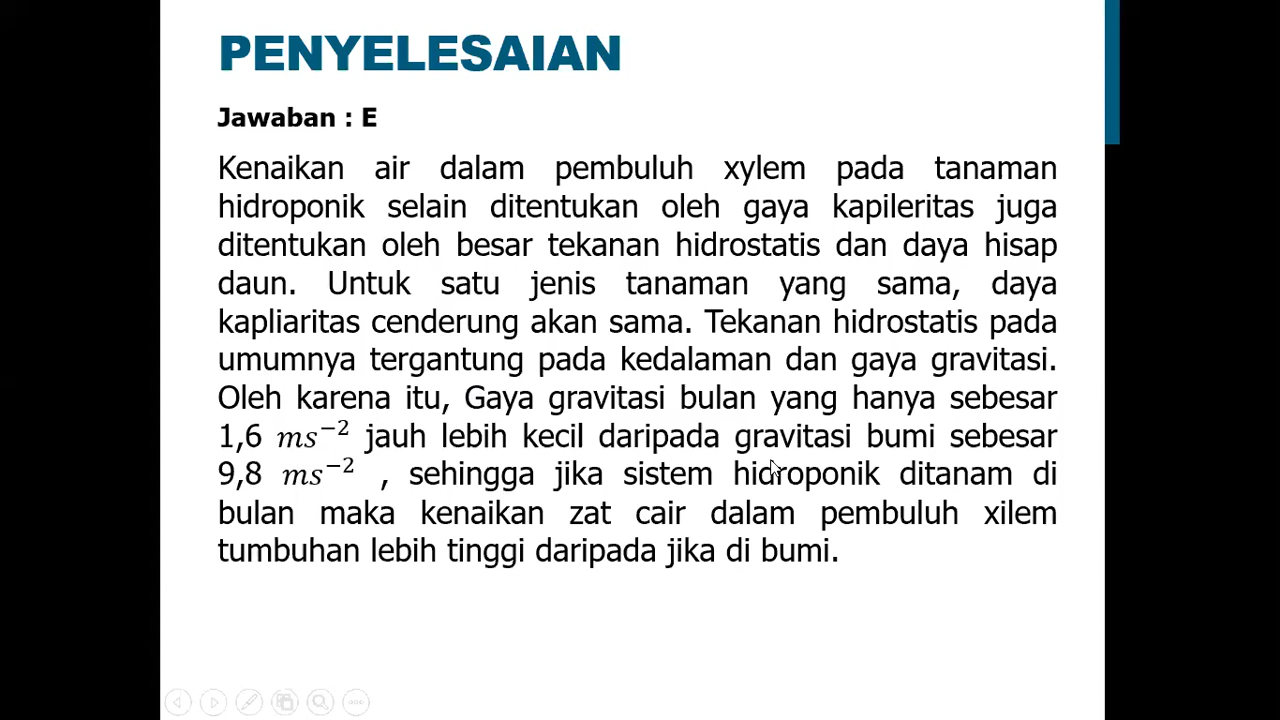 PENYELESAIAN
Jawaban : E
Kenaikan air dalam pembuluh xylem pada tanaman
hidroponik selain ditentukan oleh gaya kapileritas juga
ditentukan oleh besar tekanan hidrostatis dan daya hisap
daun. Untuk satu jenis tanaman yang sama, daya
kapliaritas cenderung akan sama. Tekanan hidrostatis pada
umumnya tergantung pada kedalaman dan gaya gravitasi.
Oleh karena itu, Gaya gravitasi bulan yang hanya sebesar
1,6 ms⁻² jauh lebih kecil daripada gravitasi bumi sebesar
9,8 ms⁻² , sehingga jika sistem hidroponik ditanam di
bulan maka kenaikan zat cair dalam pembuluh xilem
tumbuhan lebih tinggi daripada jika di bumi.